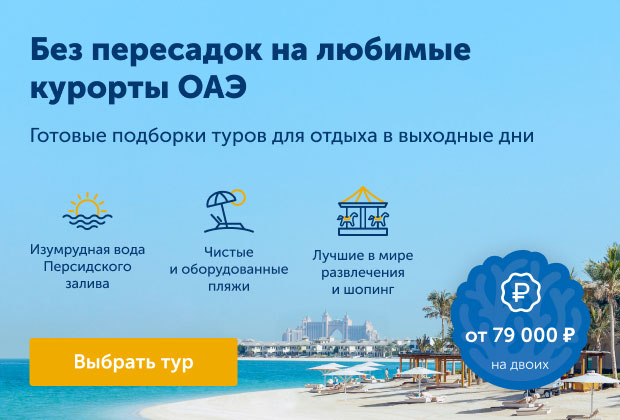 Без пересадок на любимые
курорты ОАЭ
Готовые подборки туров для отдыха в выходные дни
Изумрудная вода
Персидского
залива
Чистые
и оборудованные
пляжи
Лучшие в мире
развлечения
и шопинг
₽
от 79 000 ₽
на двоих
Выбрать тур